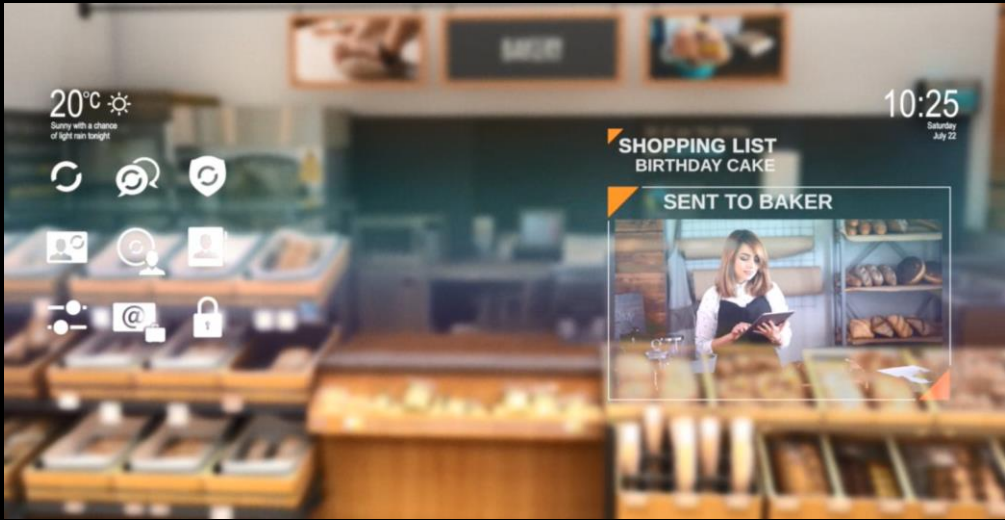 BAKERY
20°C
Sunny with a chance
of light rain tonight
10:25
Saturday
July 22
SHOPPING LIST
BIRTHDAY CAKE
SENT TO BAKER
@